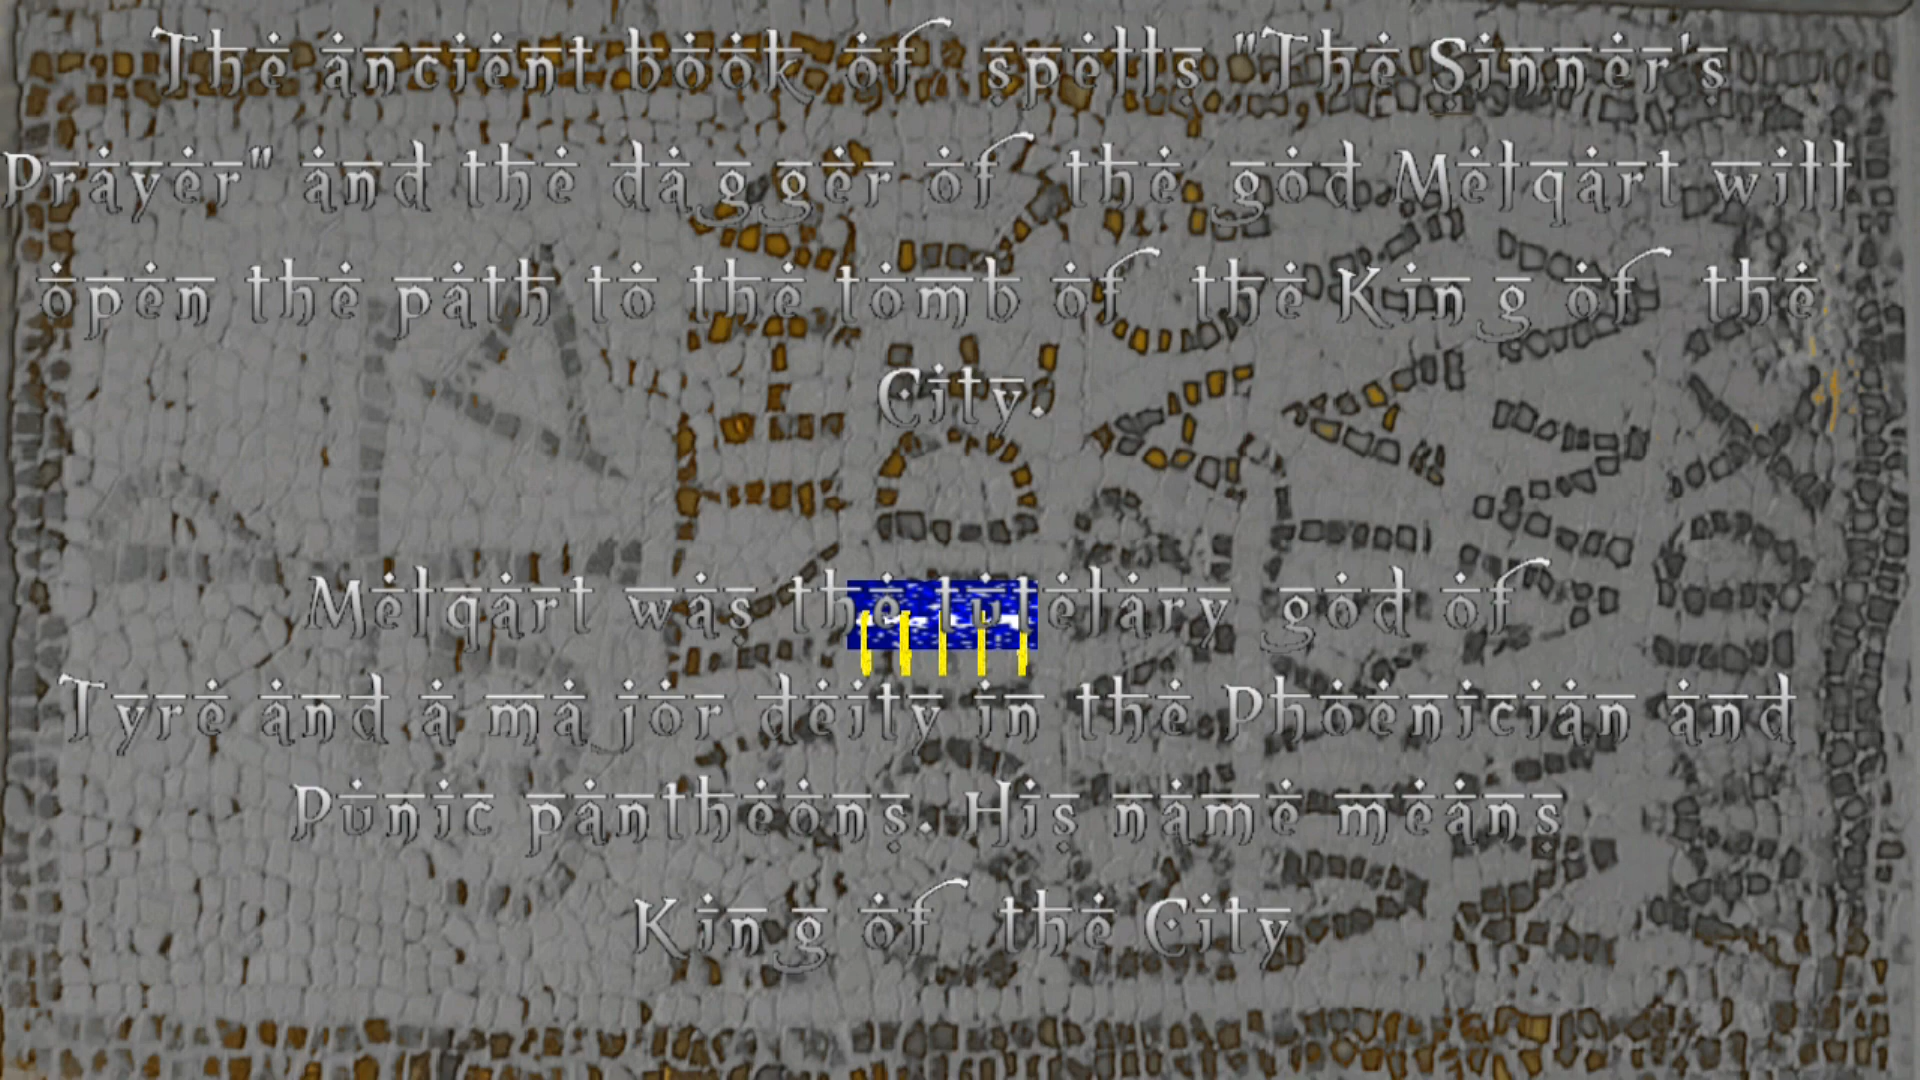 The ancient book of spells "The Sinner's
Prayer" and the dagger of the god Melqart will
open the path to the tomb of the King of the
City.
Melqart was the tutelary god of
Tyre and a major deity in the Phoenician and
Punic pantheons. His name means
King of the City